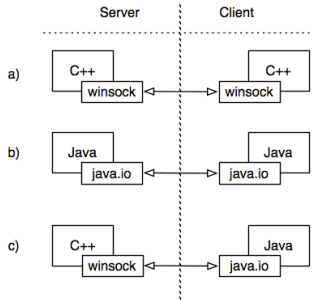 Server Client
a) C++ C++
winsock winsock
b) Java Java
java.io java.io
c) C++ Java
winsock java.io